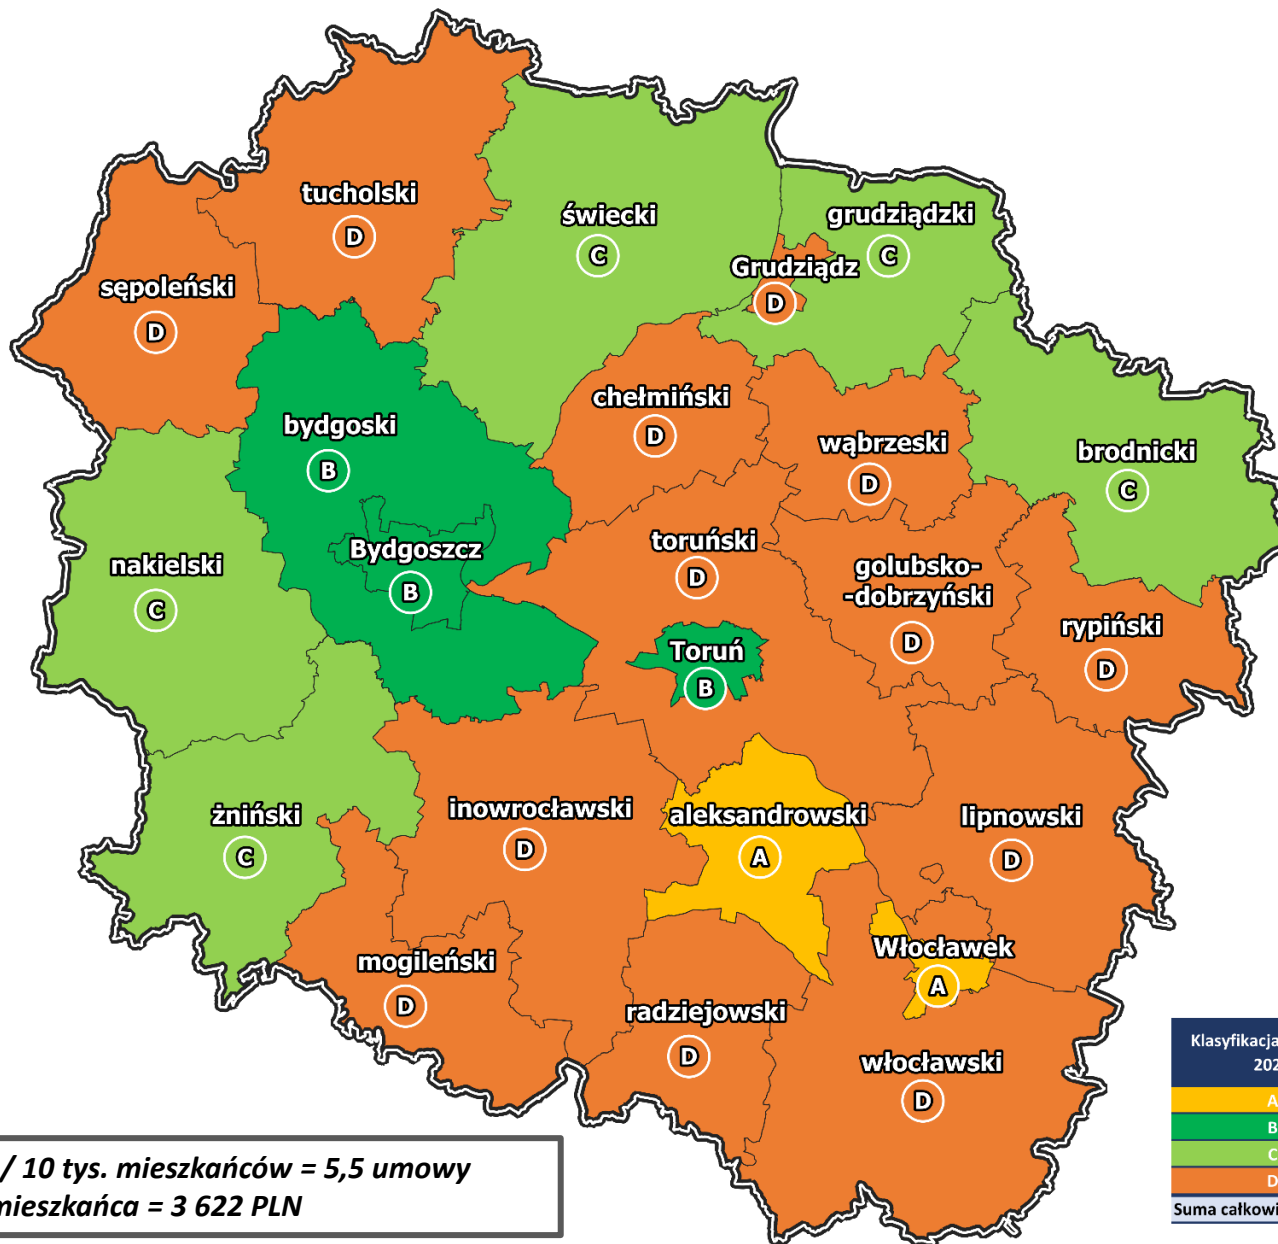 tucholski
D
świecki
C
grudziądzki
C
Grudziądz
D
sępoleński
D
chełmiński
D
bydgoski
B
wąbrzeski
D
brodnicki
C
Bydgoszcz
B
nakielski
C
toruński
D
golubsko-
-dobrzyński
D
rypiński
D
Toruń
B
żniński
C
inowrocławski
D
aleksandrowski
A
lipnowski
D
mogileński
D
Włocławek
A
radziejowski
D
włocławski
D
/ 10 tys. mieszkańców = 5,5 umowy
mieszkańca = 3 622 PLN
Klasyfikacja
202
A
B
C
D
Suma całkowi